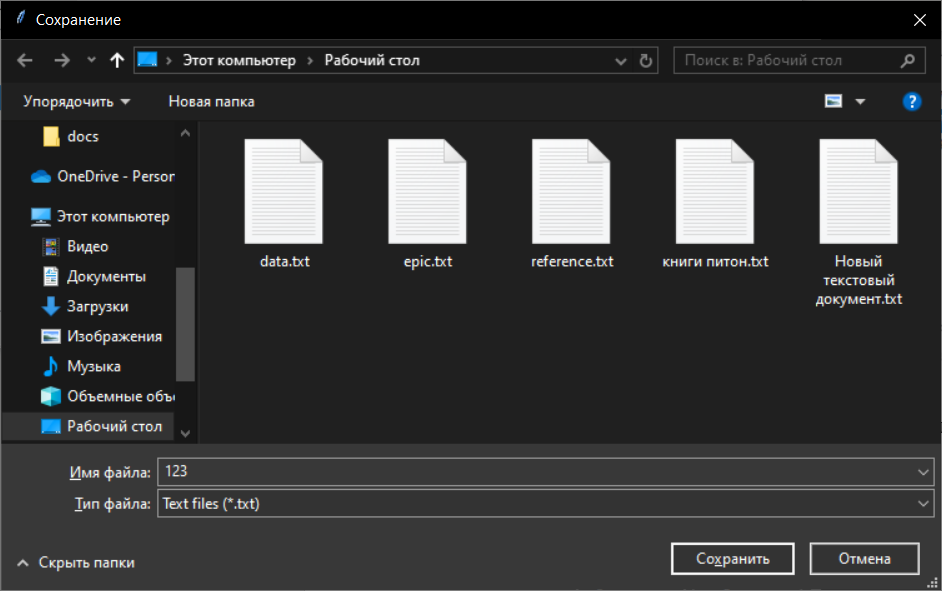 Сохранение
Этот компьютер
Рабочий стол
Поиск в: Рабочий стол
Упорядочить
Новая папка
?
docs
OneDrive - Person
Этот компьютер
Видео
Документы
Загрузки
Изображения
Музыка
Объемные объ
Рабочий стол
data.txt
epic.txt
reference.txt
книги питон.txt
Новый
текстовый
документ.txt
Имя файла: 123
Тип файла: Text files (*.txt)
Скрыть папки
Сохранить
Отмена